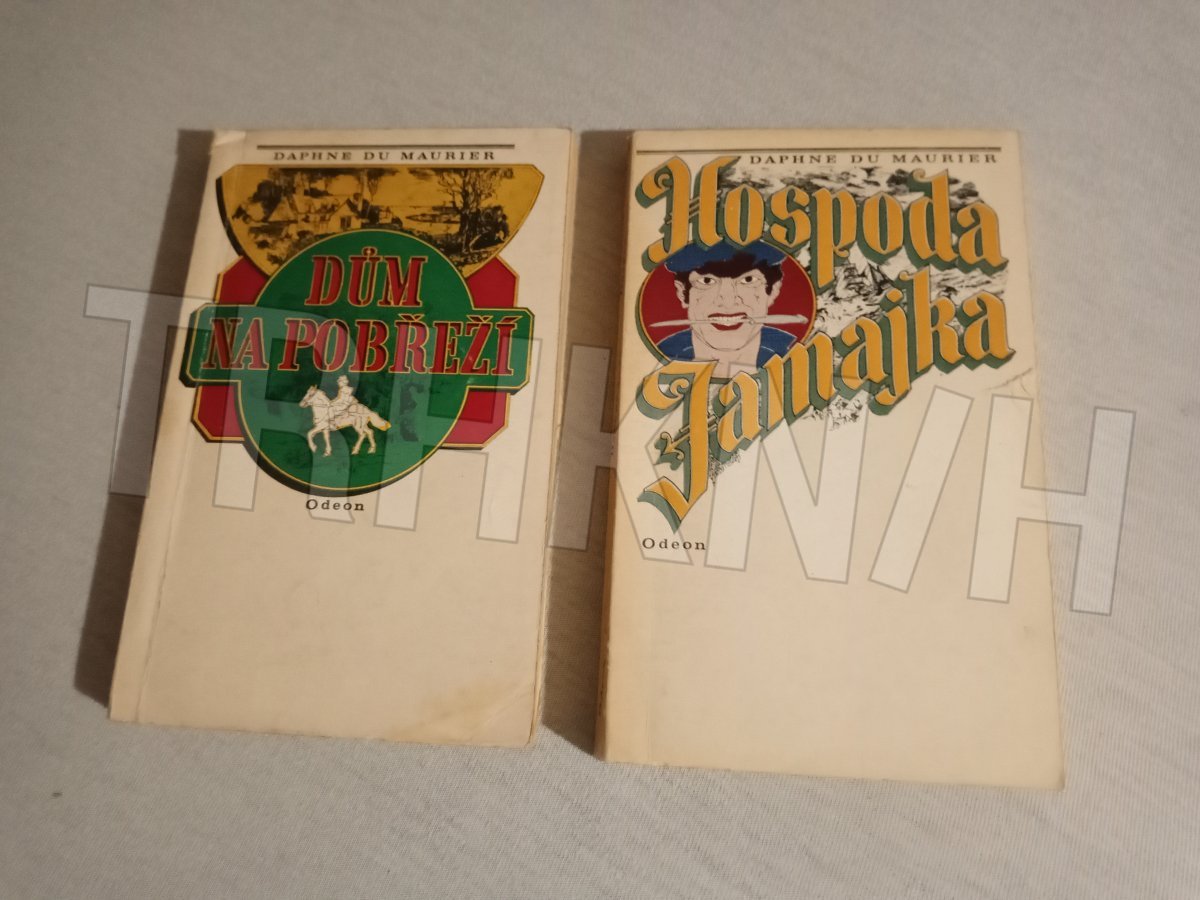 DAPHNE DU MAURIER
DŮM
NA POBŘEŽÍ
Odeon
DAPHNE DU MAURIER
Hospoda
Jamajka
Odeon